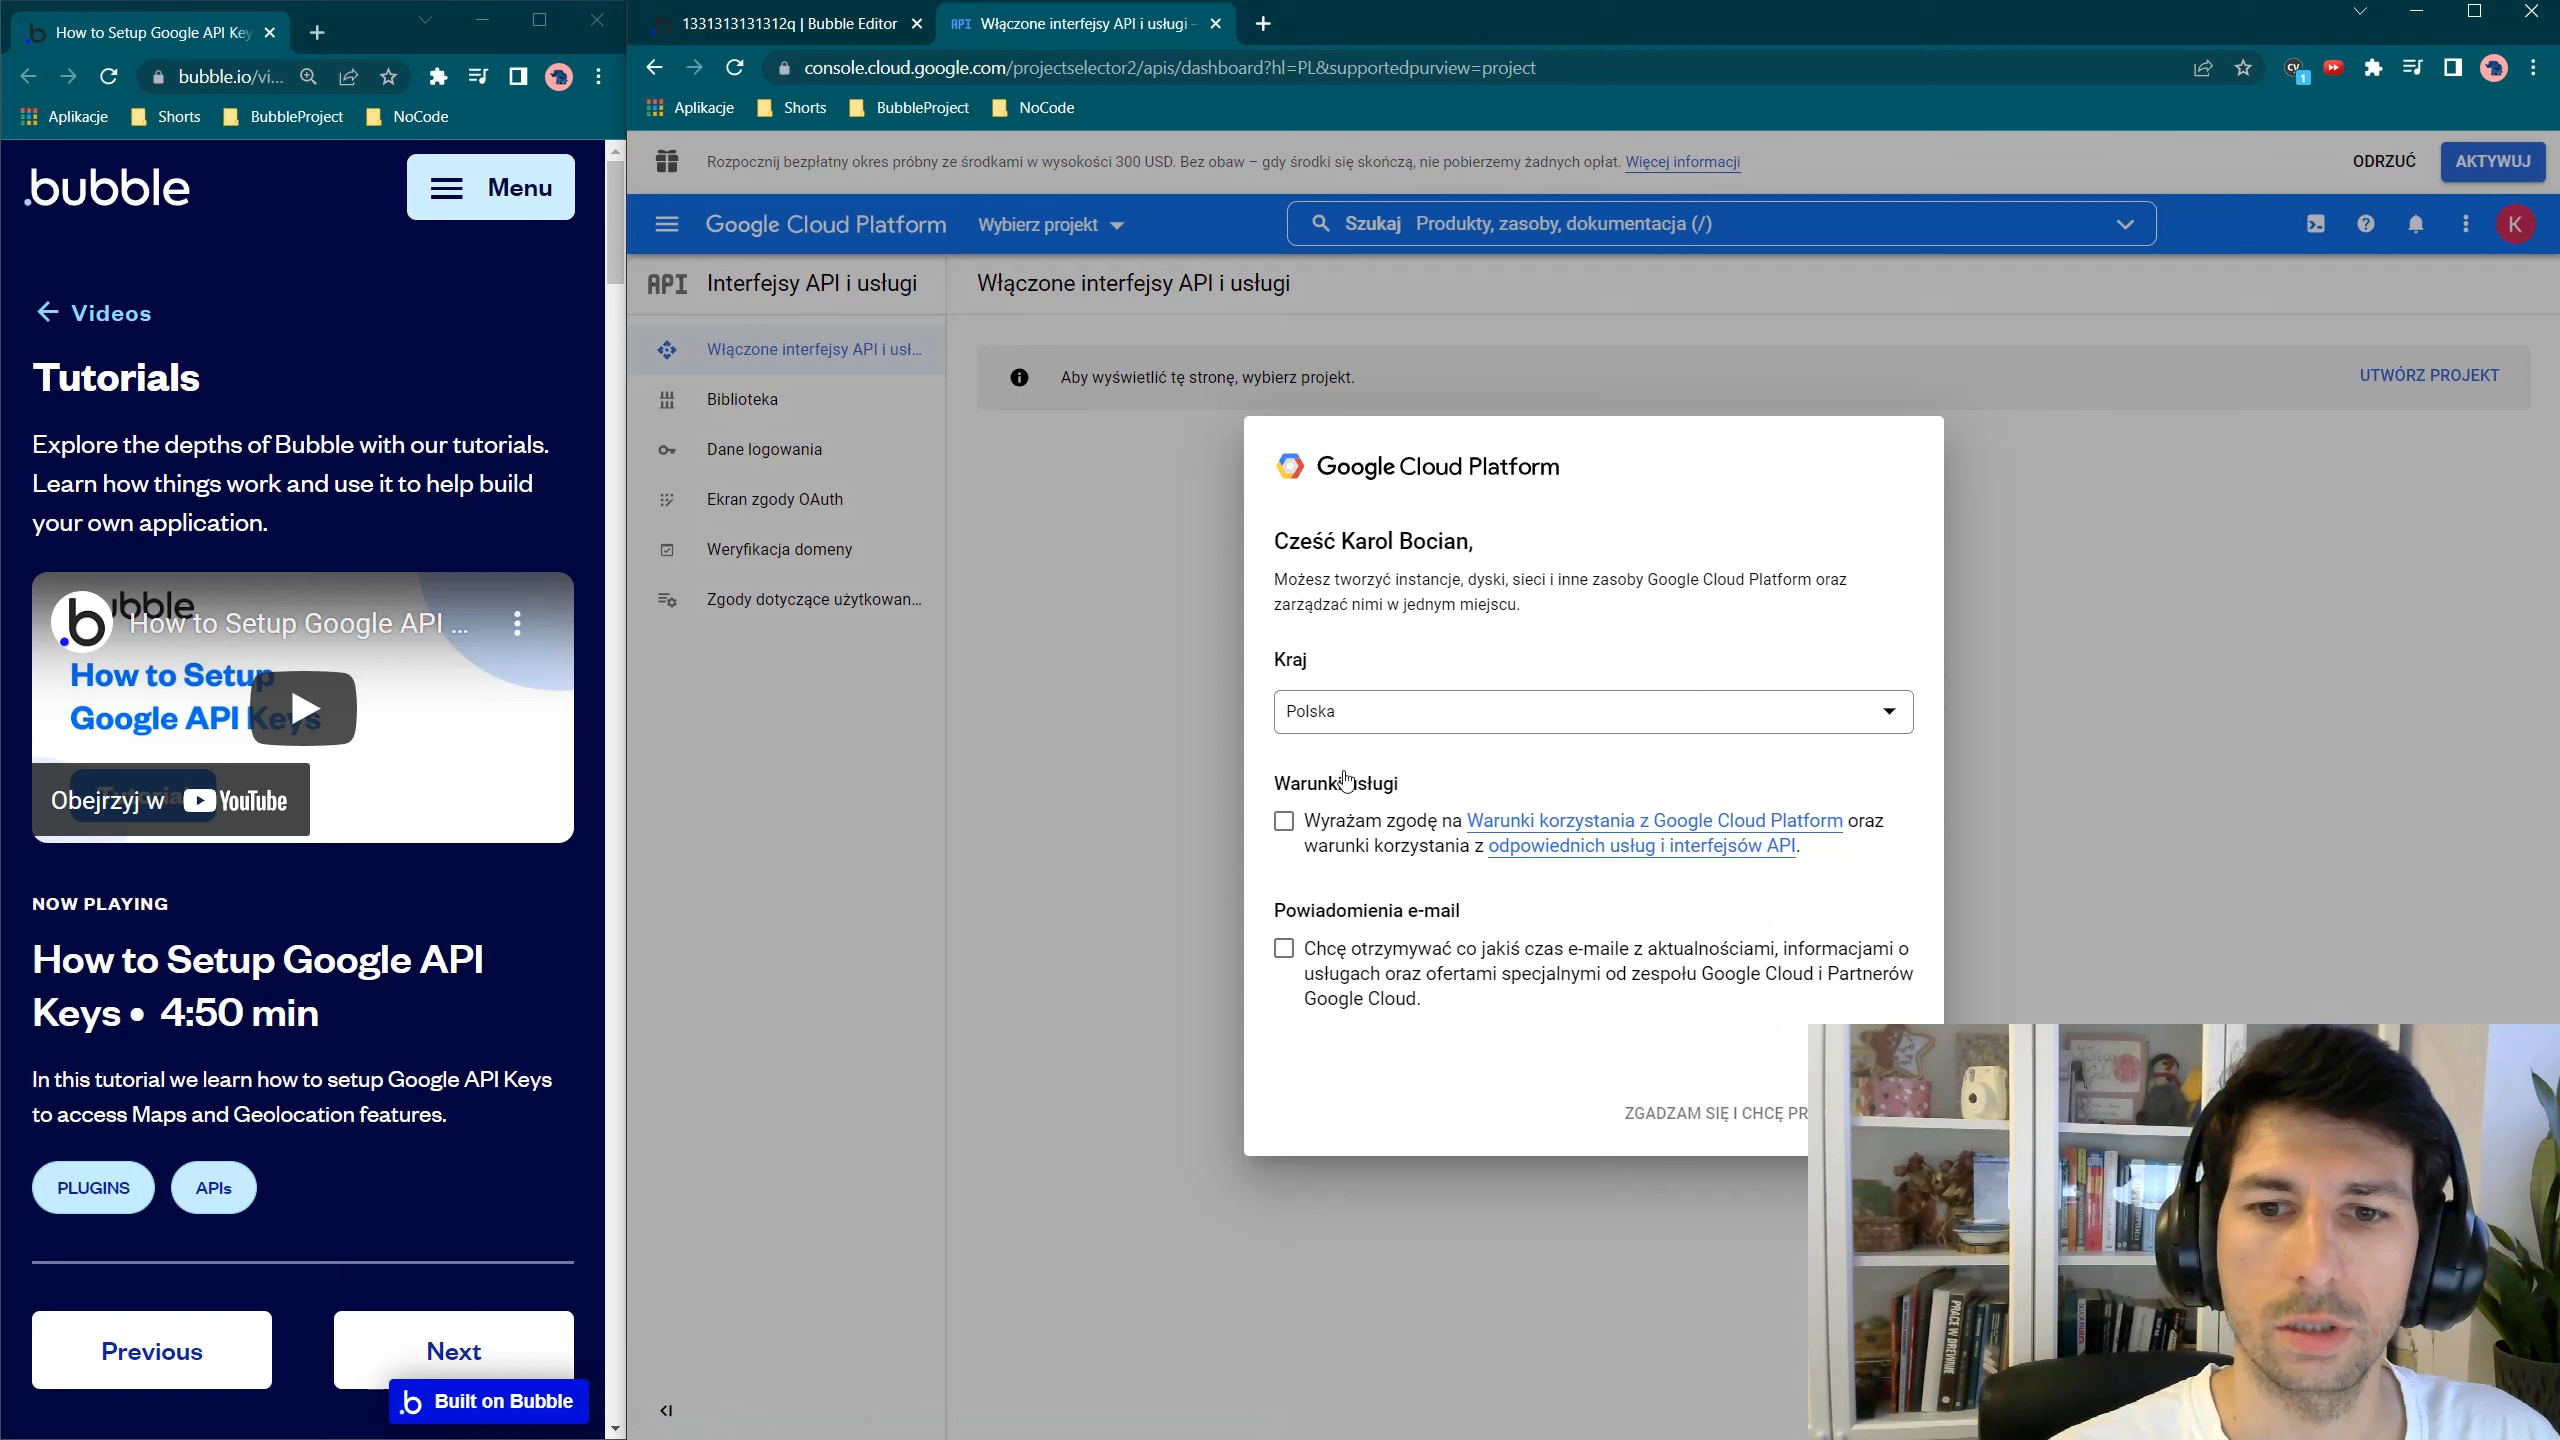 How to Setup Google API Key
bubble.io/vi...
Aplikacje
Shorts
BubbleProject
NoCode
.bubble
Menu
Videos
Tutorials
Explore the depths of Bubble with our tutorials.
Learn how things work and use it to help build
your own application.
bubble
How to Setup Google API ...
How to Setup
Google API Keys
Obejrzyj w YouTube
NOW PLAYING
How to Setup Google API
Keys • 4:50 min
In this tutorial we learn how to setup Google API Keys
to access Maps and Geolocation features.
PLUGINS
APIs
Previous
Next
Built on Bubble
1331313131312q | Bubble Editor
API Włączone interfejsy API i usługi -
console.cloud.google.com/projectselector2/apis/dashboard?hl=PL&supportedpurview=project
1
Aplikacje
Shorts
BubbleProject
NoCode
Rozpocznij bezpłatny okres próbny ze środkami w wysokości 300 USD. Bez obaw – gdy środki się skończą, nie pobierzemy żadnych opłat. Więcej informacji
ODRZUĆ
AKTYWUJ
Google Cloud Platform
Wybierz projekt
Szukaj Produkty, zasoby, dokumentacja (/)
K
API Interfejsy API i usługi
Włączone interfejsy API i usł...
Biblioteka
Dane logowania
Ekran zgody OAuth
Weryfikacja domeny
Zgody dotyczące użytkowan...
Włączone interfejsy API i usługi
Aby wyświetlić tę stronę, wybierz projekt.
UTWÓRZ PROJEKT
Google Cloud Platform
Cześć Karol Bocian,
Możesz tworzyć instancje, dyski, sieci i inne zasoby Google Cloud Platform oraz
zarządzać nimi w jednym miejscu.
Kraj
Polska
Warunki usługi
Wyrażam zgodę na Warunki korzystania z Google Cloud Platform oraz
warunki korzystania z odpowiednich usług i interfejsów API.
Powiadomienia e-mail
Chcę otrzymywać co jakiś czas e-maile z aktualnościami, informacjami o
usługach oraz ofertami specjalnymi od zespołu Google Cloud i Partnerów
Google Cloud.
ZGADZAM SIĘ I CHCĘ PR
PRACE W DREWNIE